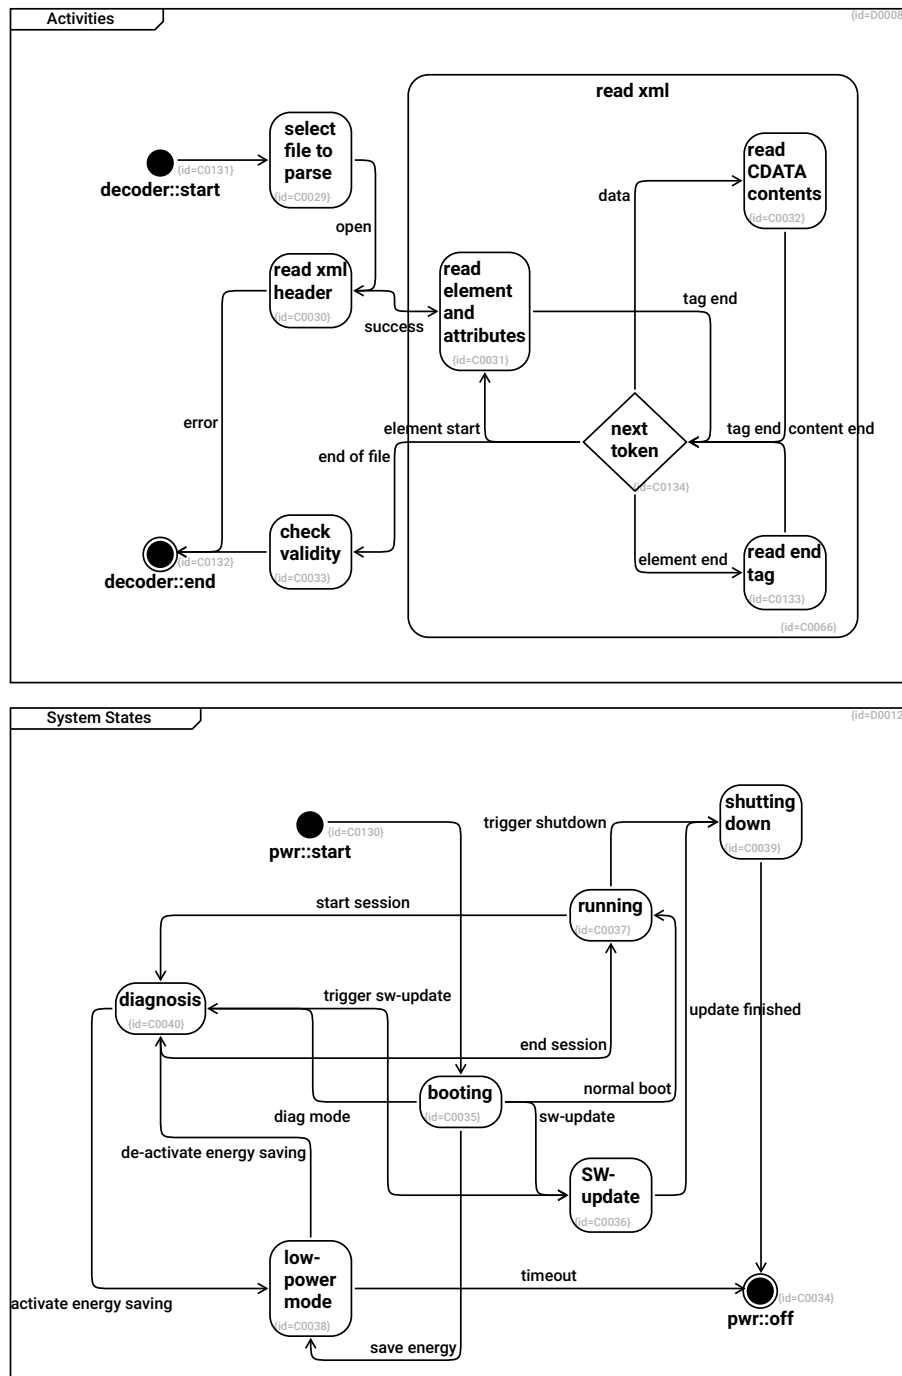 Activities
{id=D0008
read xml
select
file to
parse
{id=C0029}
{id=C0131}
decoder::start
read
CDATA
contents
{id=C0032}
data
open
read xml
header
{id=C0030}
read
element
and
attributes
{id=C0031}
tag end
success
error
element start
end of file
next
token
{id=C0134}
tag end
content end
check
validity
{id=C0033}
{id=C0132}
decoder::end
element end
read end
tag
{id=C0133}
{id=C0066}
System States
{id=D0012
{id=C0130}
pwr::start
trigger shutdown
shutting
down
{id=C0039}
start session
running
{id=C0037}
diagnosis
{id=C0040}
trigger sw-update
update finished
end session
booting
{id=C0035}
normal boot
diag mode
sw-update
de-activate energy saving
SW-
update
{id=C0036}
low-
power
mode
{id=C0038}
timeout
activate energy saving
{id=C0034}
pwr::off
save energy